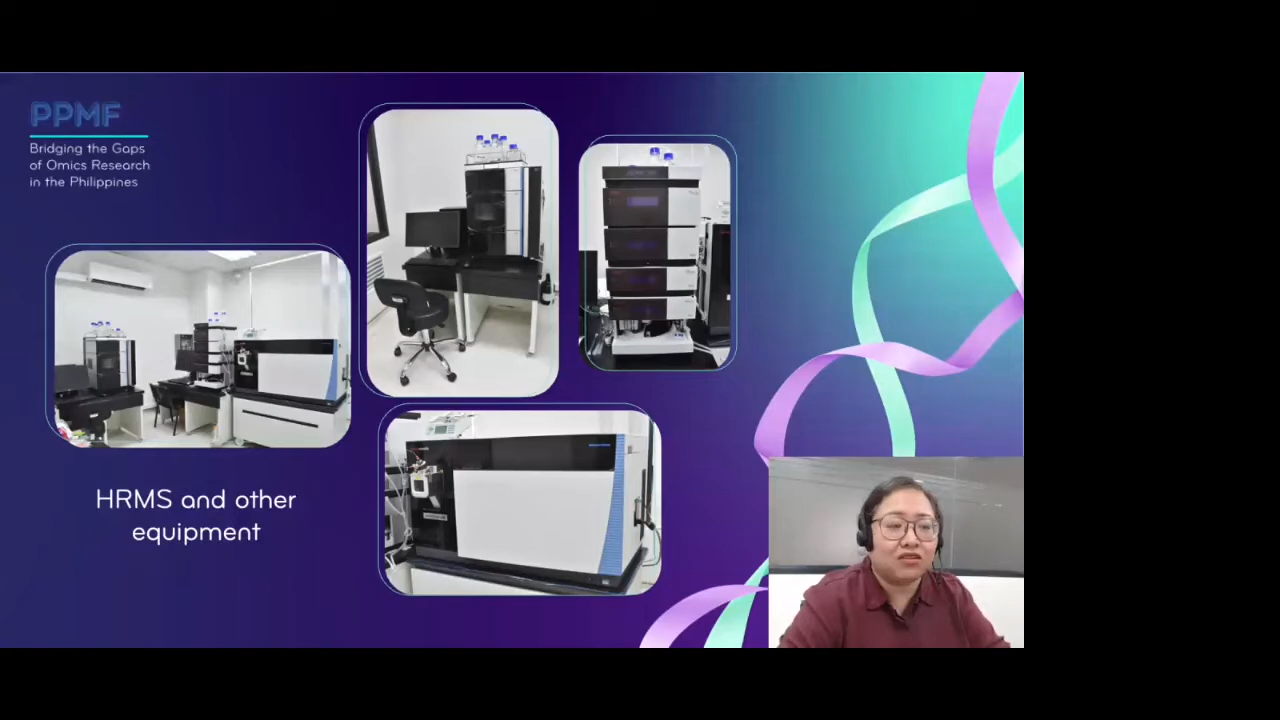 PPMF
Bridging the Gaps
of Omics Research
in the Philippines
HRMS and other
equipment